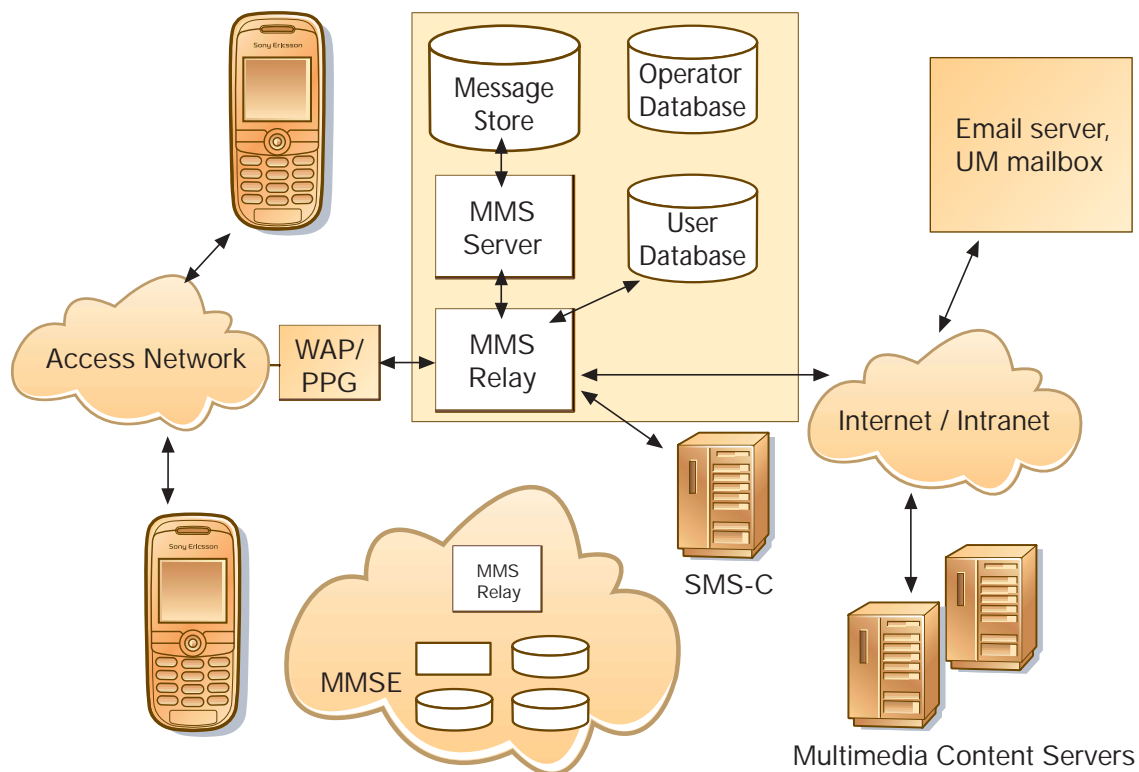 Sony Ericsson
Message
Store
Operator
Database
Email server,
UM mailbox
MMS
Server
User
Database
Access Network
WAP/
PPG
MMS
Relay
Internet / Intranet
Sony Ericsson
MMS
Relay
SMS-C
MMSE
Multimedia Content Servers